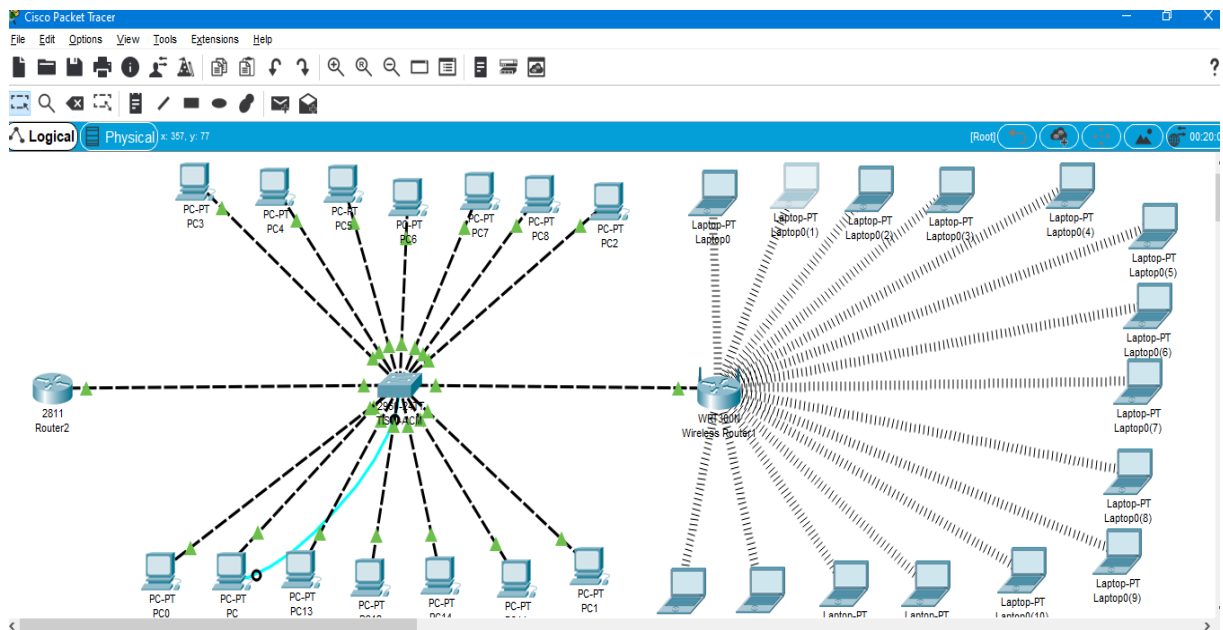 Cisco Packet Tracer
File Edit Options View Tools Extensions Help
?
Logical Physical x: 357, y: 77 [Root] 00:20:0
PC-PT
PC3
PC-PT
PC4
PC-PT
PC5
PC-PT
PC6
PC-PT
PC7
PC-PT
PC8
PC-PT
PC2
Laptop-PT
Laptop0
Laptop-PT
Laptop0(1)
Laptop-PT
Laptop0(2)
Laptop-PT
Laptop0(3)
Laptop-PT
Laptop0(4)
Laptop-PT
Laptop0(5)
Laptop-PT
Laptop0(6)
Laptop-PT
Laptop0(7)
2811
Router2
WRT300N
Wireless Router1
Laptop-PT
Laptop0(8)
Laptop-PT
Laptop0(9)
PC-PT
PC0
PC-PT
PC
PC-PT
PC13
PC-PT
PC-PT
PC14
PC-PT
PC-PT
PC1
Laptop-PT
Laptop-PT
Laptop-PT
Laptop0(10)